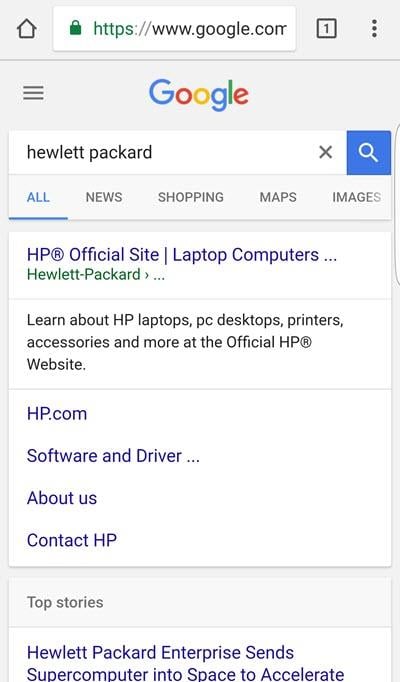 https://www.google.com
1
Google
hewlett packard
ALL NEWS SHOPPING MAPS IMAGES
HP® Official Site | Laptop Computers ...
Hewlett-Packard › ...
Learn about HP laptops, pc desktops, printers,
accessories and more at the Official HP®
Website.
HP.com
Software and Driver ...
About us
Contact HP
Top stories
Hewlett Packard Enterprise Sends
Supercomputer into Space to Accelerate